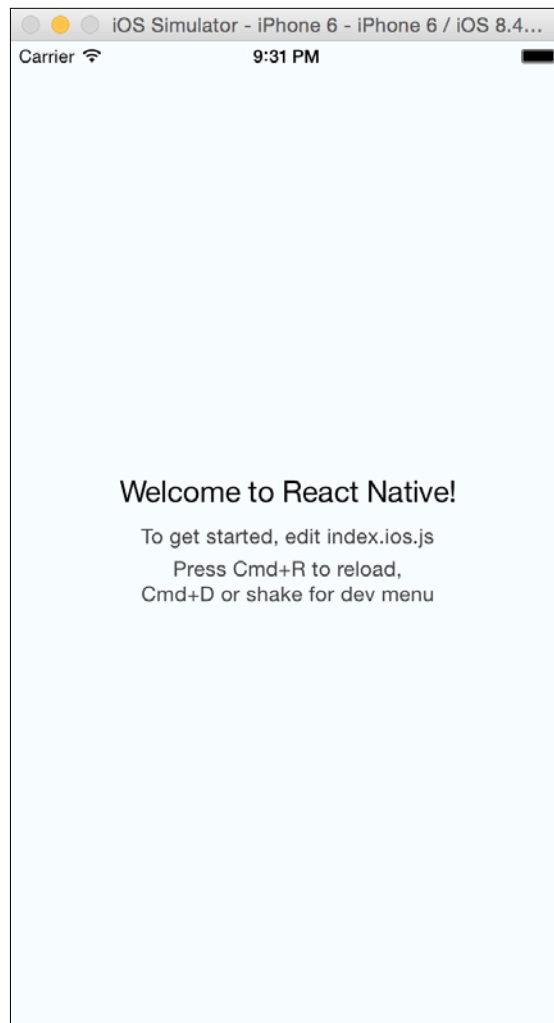 iOS Simulator - iPhone 6 - iPhone 6 / iOS 8.4...
Carrier 9:31 PM
Welcome to React Native!
To get started, edit index.ios.js
Press Cmd+R to reload,
Cmd+D or shake for dev menu